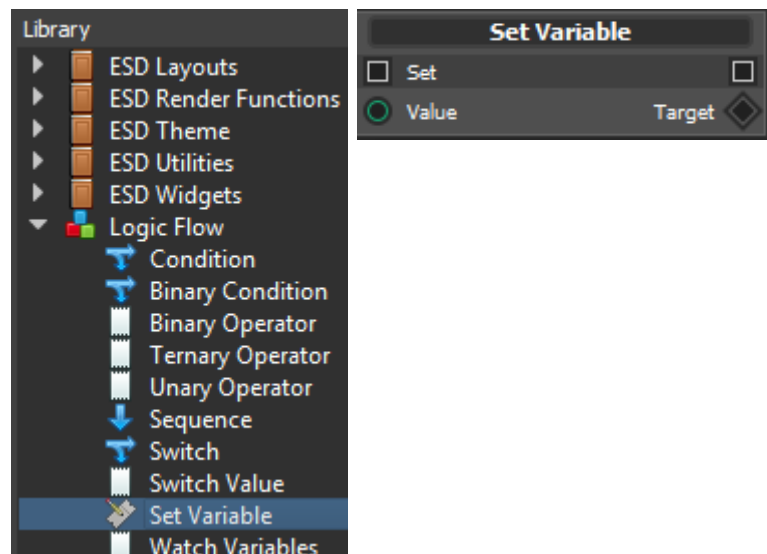 Library
ESD Layouts
ESD Render Functions
ESD Theme
ESD Utilities
ESD Widgets
Logic Flow
Condition
Binary Condition
Binary Operator
Ternary Operator
Unary Operator
Sequence
Switch
Switch Value
Set Variable
Watch Variables
Set Variable
Set
Value Target